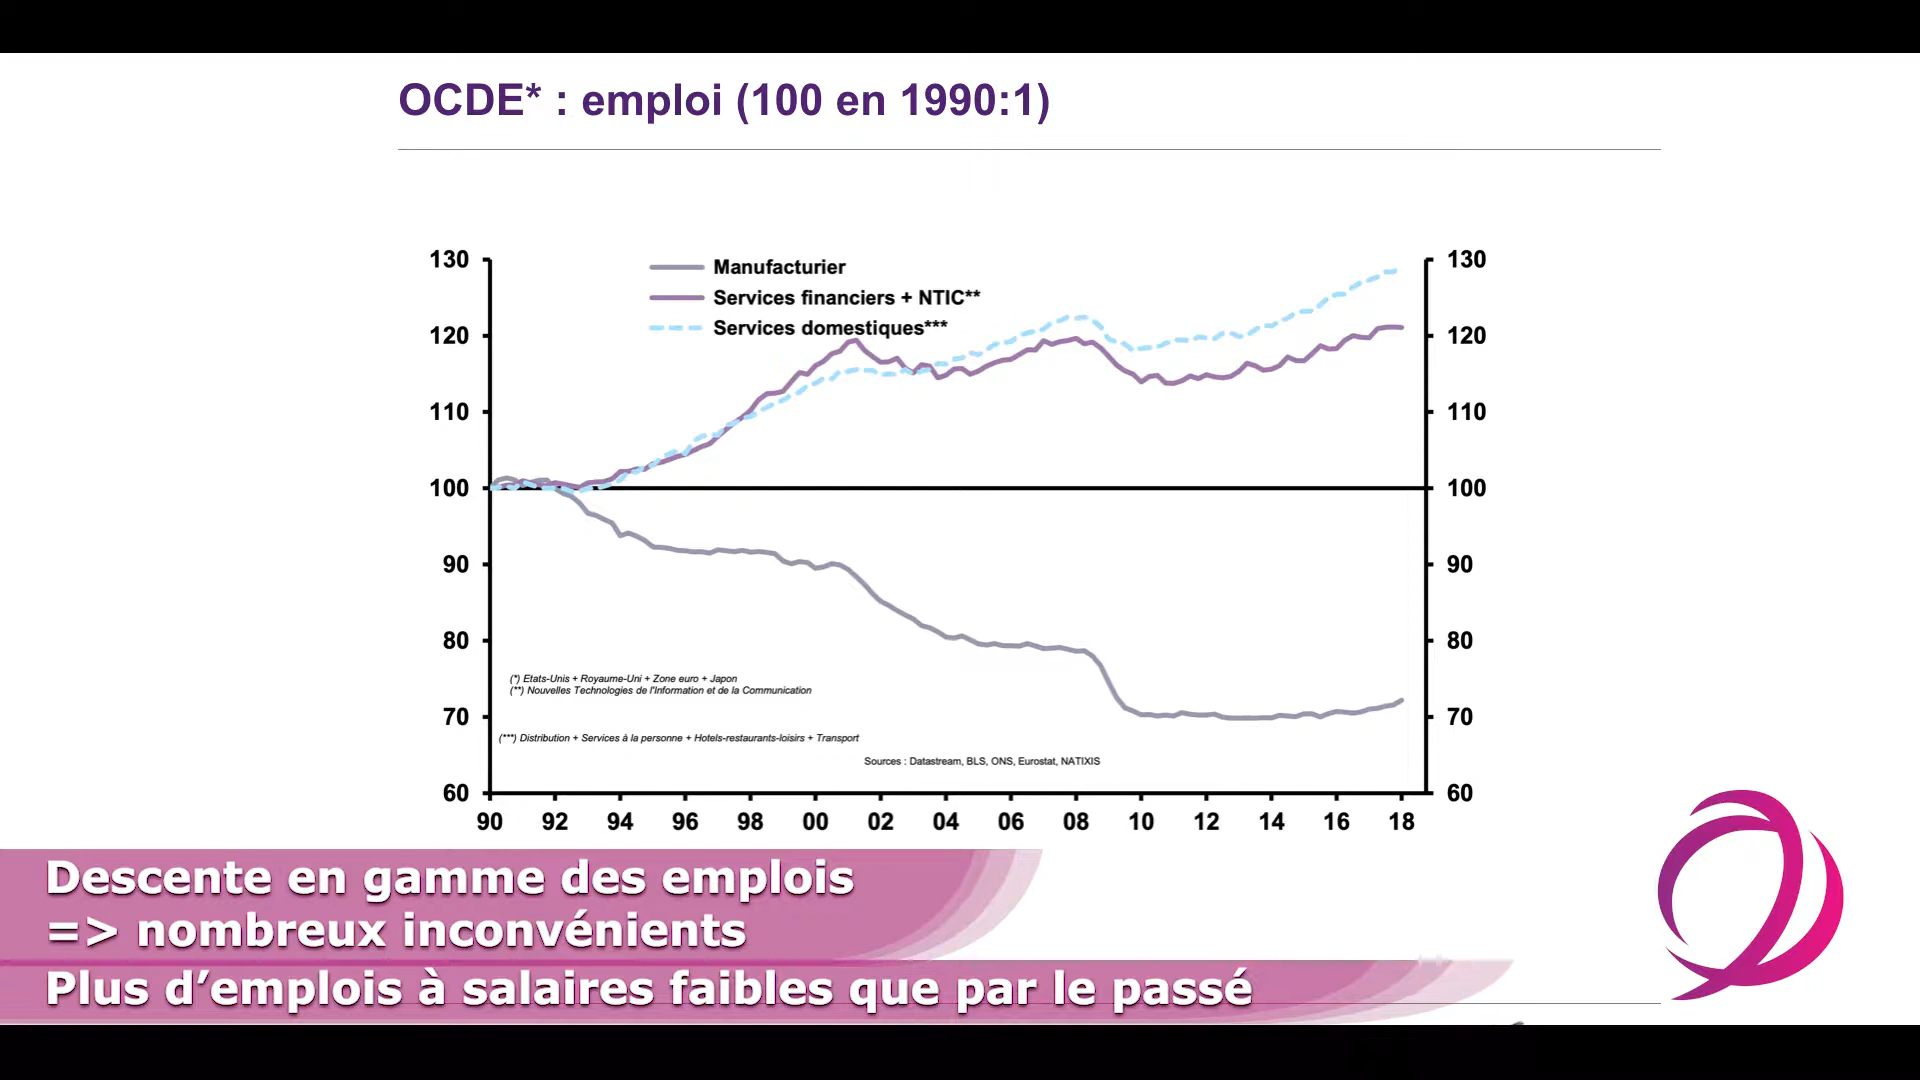 OCDE* : emploi (100 en 1990:1)
130
120
110
100
90
80
70
60
Manufacturier
Services financiers + NTIC**
Services domestiques***
130
120
110
100
90
80
70
60
(*) Etats-Unis + Royaume-Uni + Zone euro + Japon
(**) Nouvelles Technologies de l'Information et de la Communication
(***) Distribution + Services à la personne + Hotels-restaurants-loisirs + Transport
Sources : Datastream, BLS, ONS, Eurostat, NATIXIS
90 92 94 96 98 00 02 04 06 08 10 12 14 16 18
Descente en gamme des emplois
=> nombreux inconvénients
Plus d’emplois à salaires faibles que par le passé